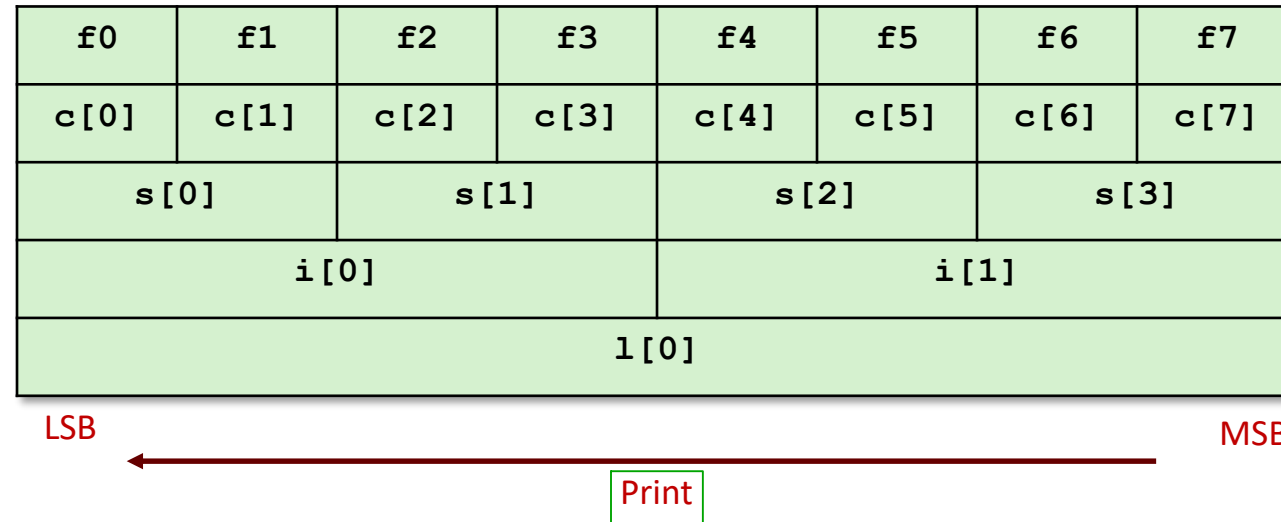 f0 f1 f2 f3 f4 f5 f6 f7
c[0] c[1] c[2] c[3] c[4] c[5] c[6] c[7]
s[0] s[1] s[2] s[3]
i[0] i[1]
l[0]
LSB MSB
Print